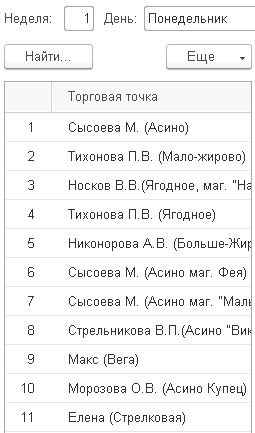 Неделя: 1 День: Понедельник
Найти... Еще
Торговая точка
1 Сысоева М. (Асино)
2 Тихонова П.В. (Мало-жирово)
3 Носков В.В.(Ягодное, маг. "На
4 Тихонова П.В. (Ягодное)
5 Никонорова А.В. (Больше-Жир
6 Сысоева М. (Асино маг. Фея)
7 Сысоева М. (Асино маг. "Маль
8 Стрельникова В.П.(Асино "Вик
9 Макс (Вега)
10 Морозова О.В. (Асино Купец)
11 Елена (Стрелковая)